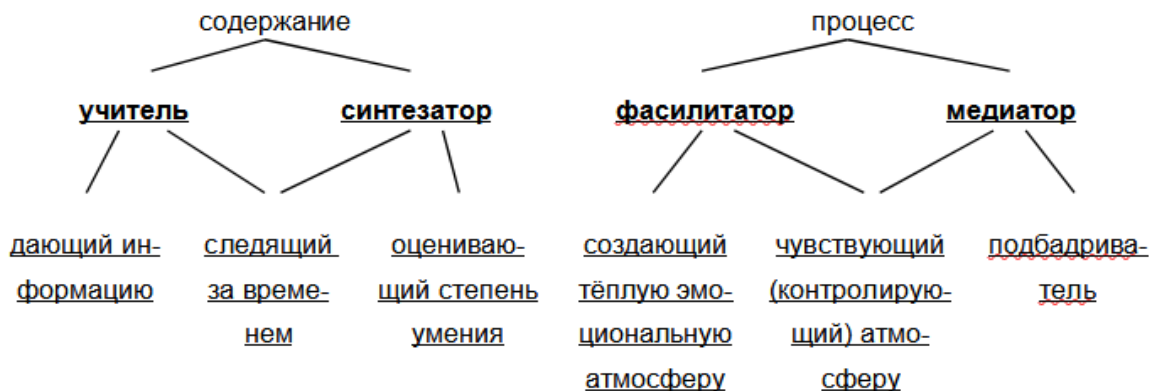 содержание
процесс
учитель
синтезатор
фасилитатор
медиатор
дающий ин-
формацию
следящий
за време-
нем
оцениваю-
щий степень
умения
создающий
тёплую эмо-
циональную
атмосферу
чувствующий
(контролирую-
щий) атмо-
сферу
подбадрива-
тель